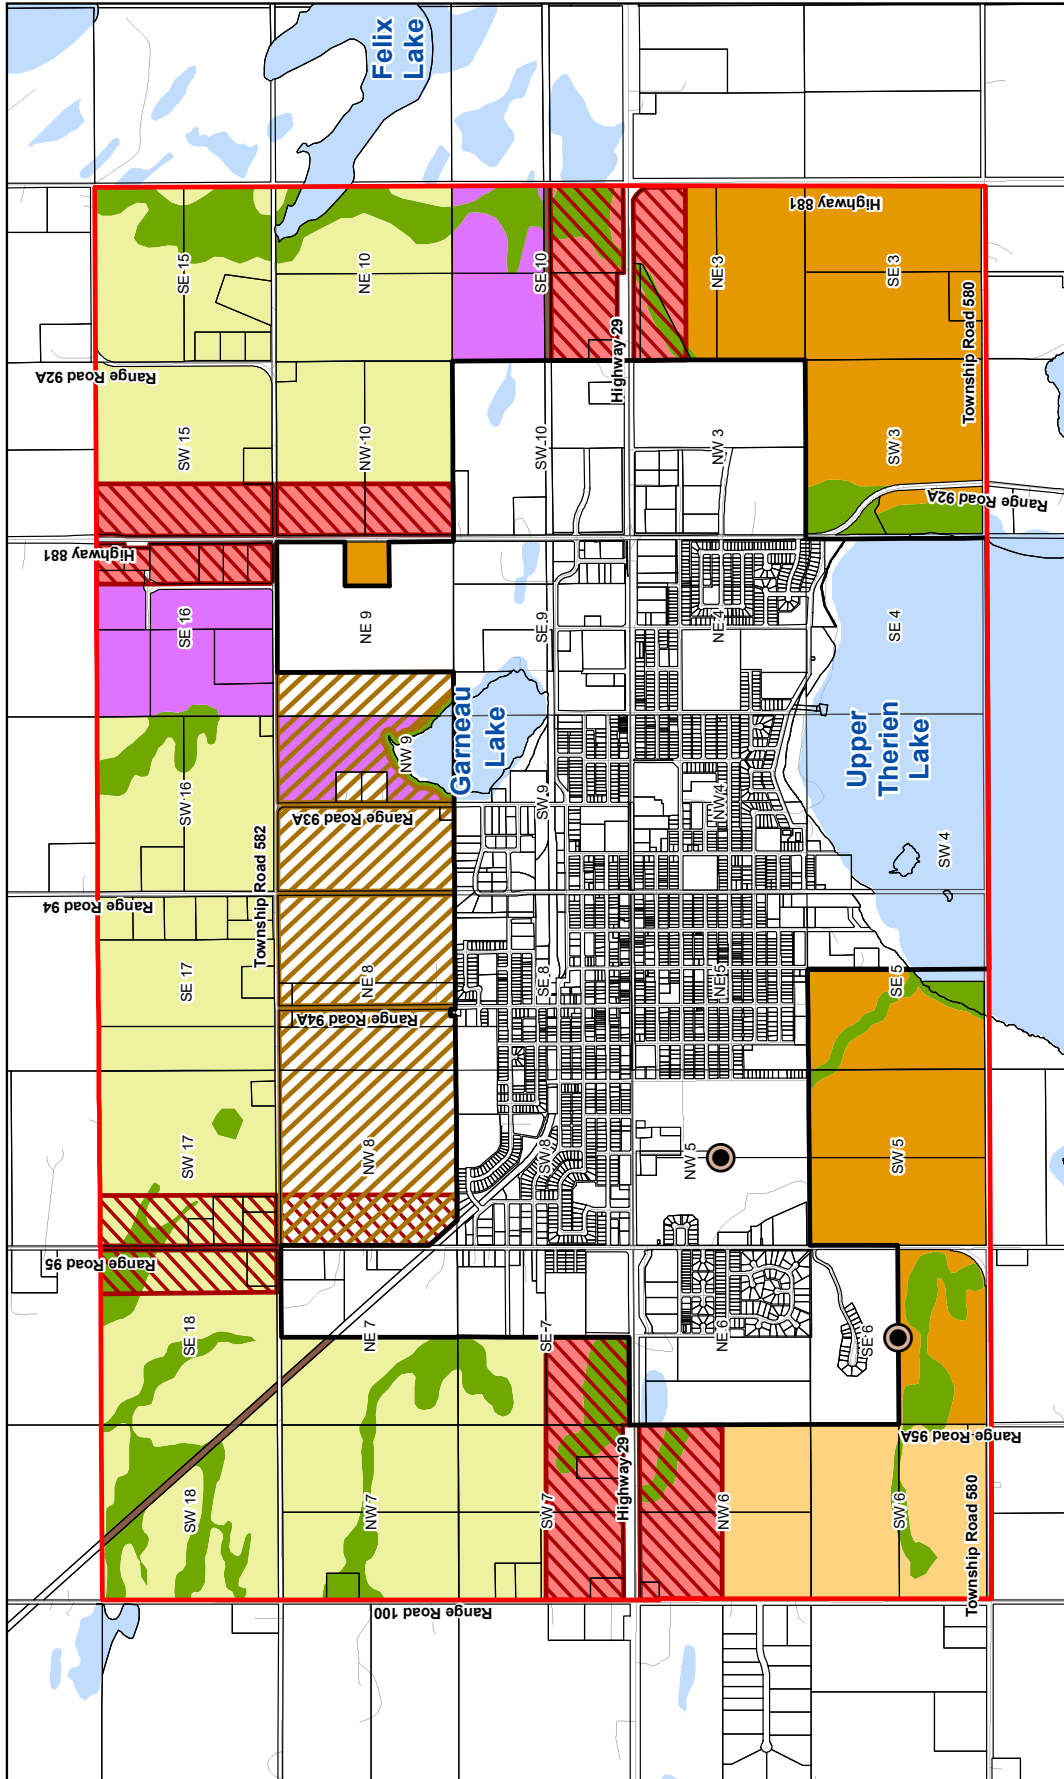 Felix
Lake
SE 15
NE 10
SE 10
NE 3
Highway 881
SE 3
Township Road 580
Highway 29
Range Road 92A
SW 15
NW 10
SW 10
NW 3
SW 3
Range Road 92A
Highway 881
SE 16
NE 9
SE 9
NE 4
SE 4
Garneau
Lake
Upper
Therien
Lake
SW 16
NW 9
SW 9
NW 4
SW 4
Range Road 93A
Township Road 582
Range Road 94
SE 17
NE 8
SE 8
NE 5
SE 5
Range Road 94A
SW 17
NW 8
SW 8
NW 5
SW 5
Range Road 95
SE 18
NE 7
SE 7
NE 6
SE 6
Range Road 95A
SW 18
NW 7
SW 7
Highway 29
NW 6
SW 6
Township Road 580
Range Road 100